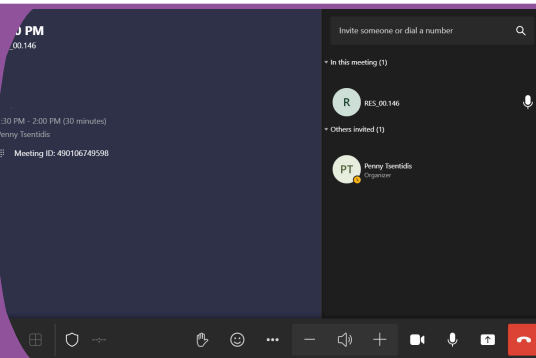 PM
_00.146
:30 PM - 2:00 PM (30 minutes)
Penny Tsentidis
Meeting ID: 490106749598
Invite someone or dial a number
In this meeting (1)
R RES_00.146
Others invited (1)
PT Penny Tsentidis
Organizer
--:--